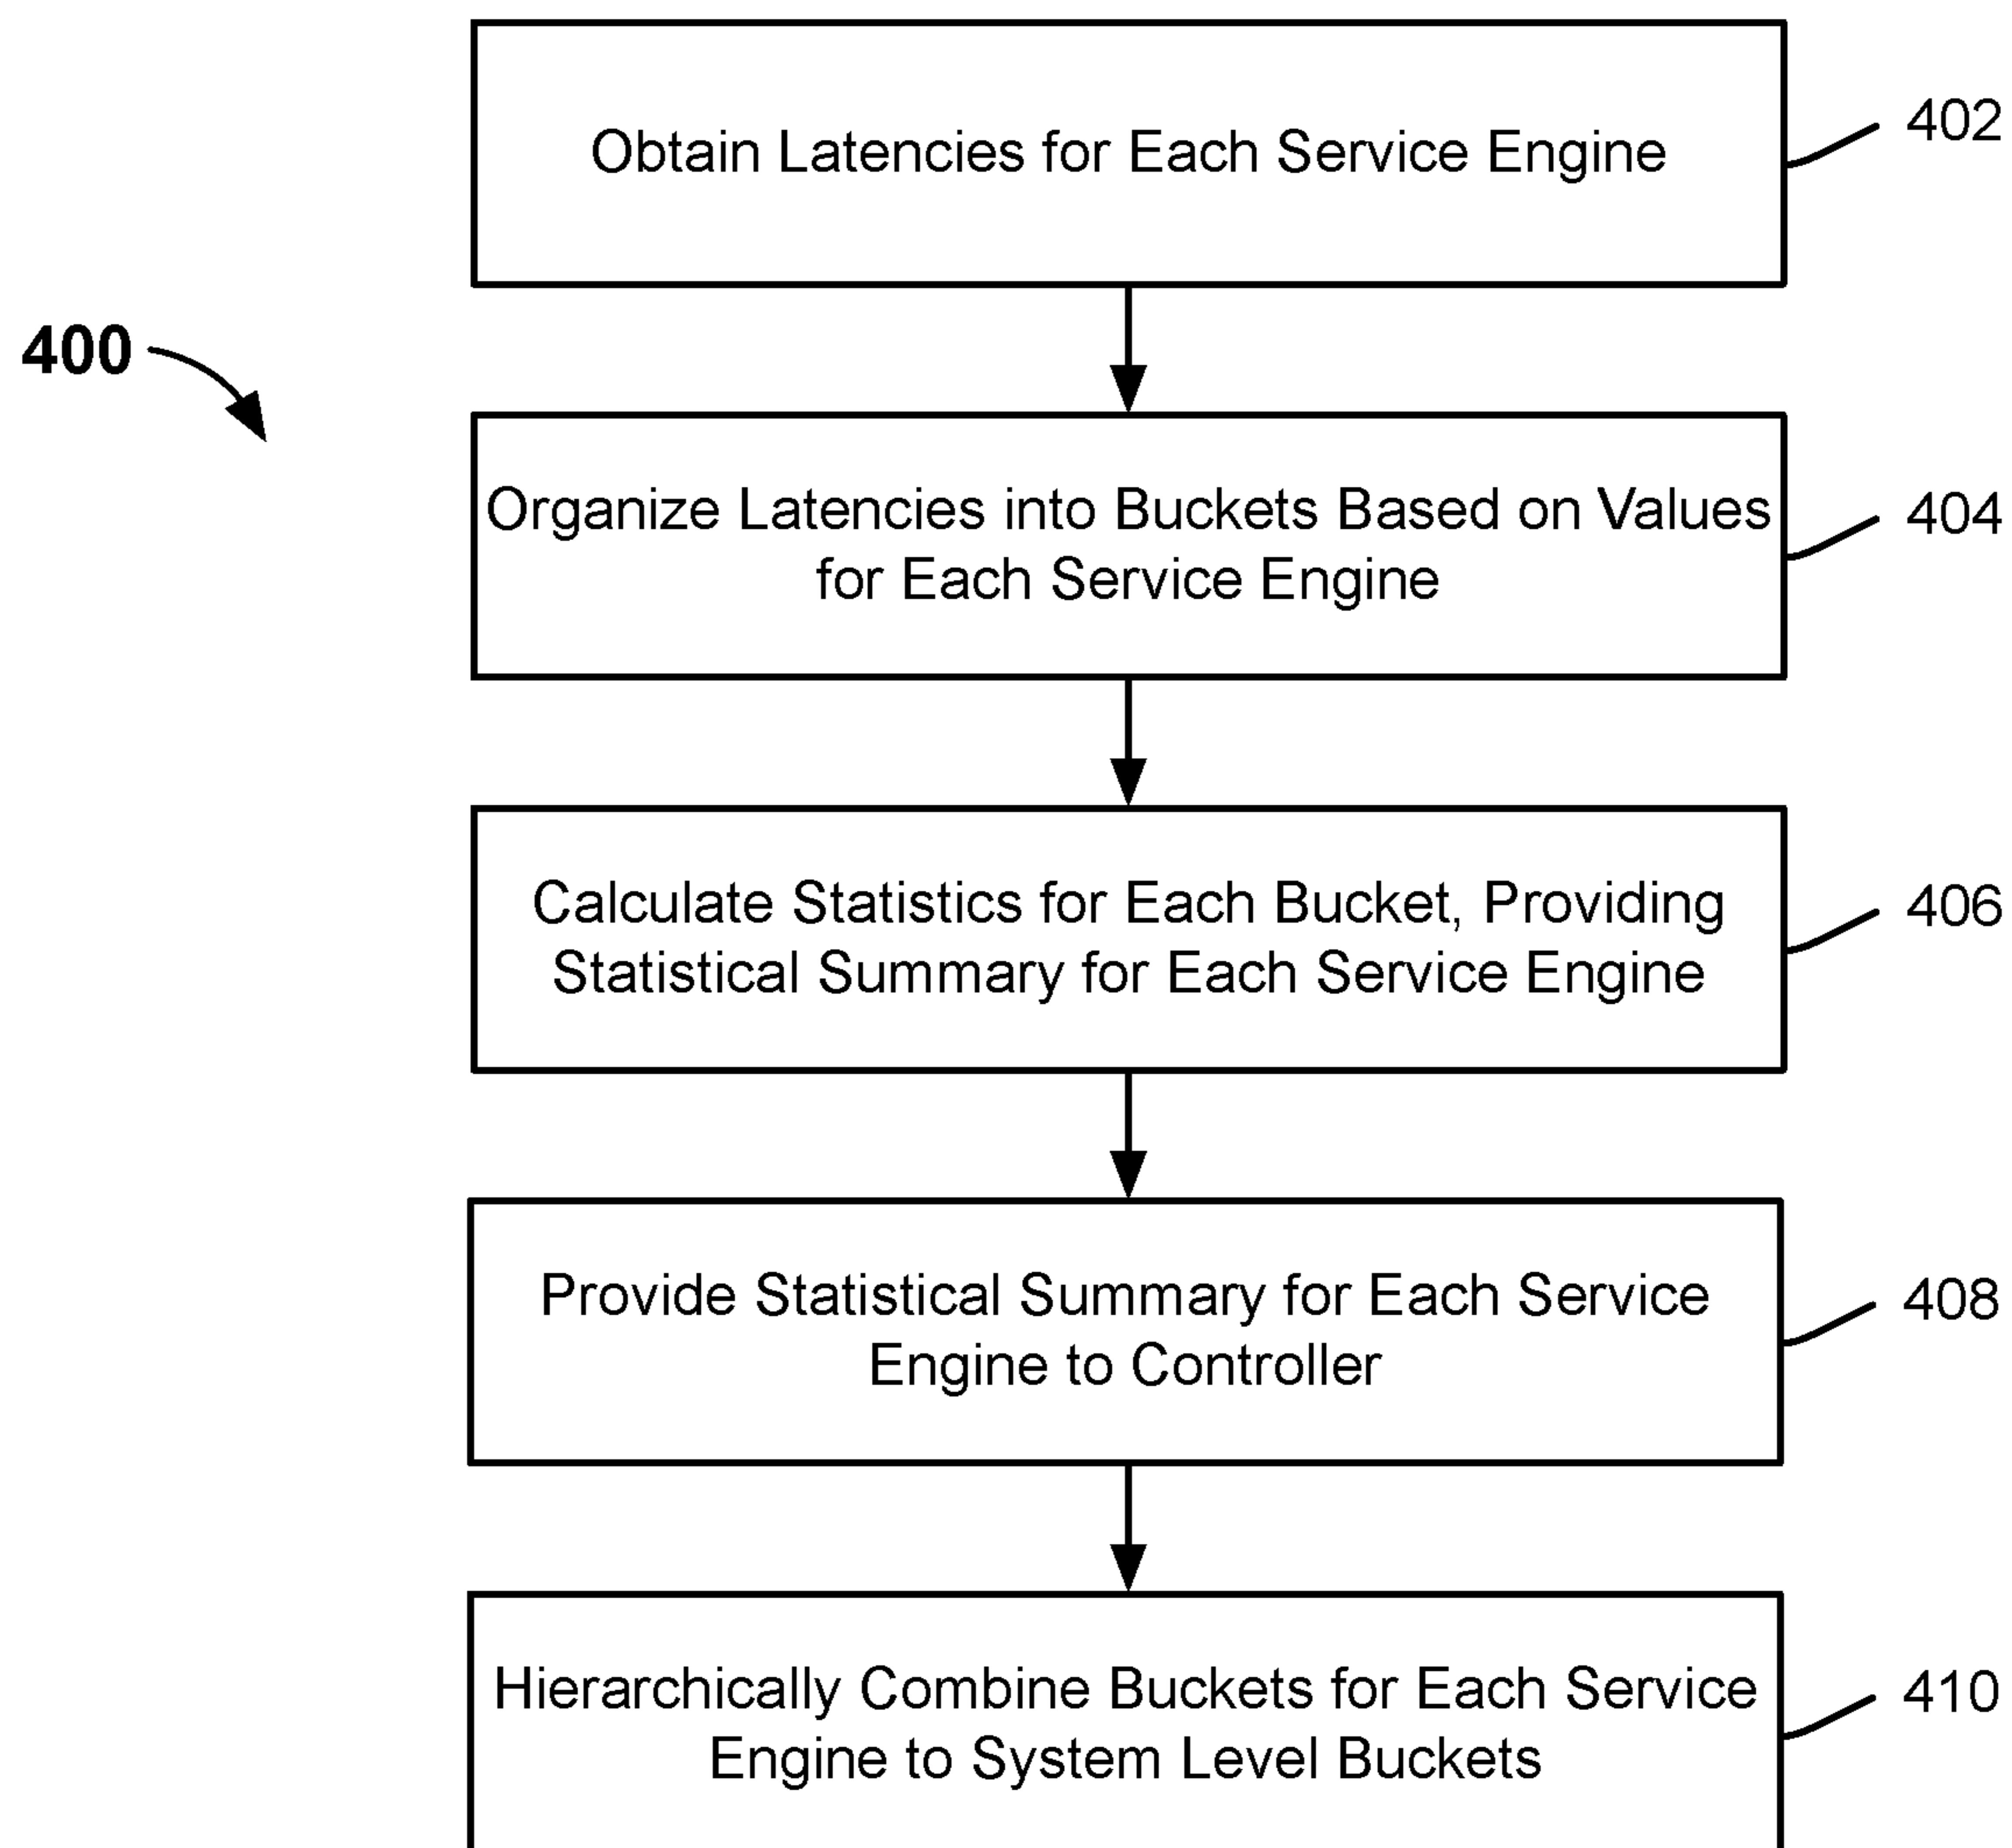 Obtain Latencies for Each Service Engine
402
400
Organize Latencies into Buckets Based on Values
for Each Service Engine
404
Calculate Statistics for Each Bucket, Providing
Statistical Summary for Each Service Engine
406
Provide Statistical Summary for Each Service
Engine to Controller
408
Hierarchically Combine Buckets for Each Service
Engine to System Level Buckets
410